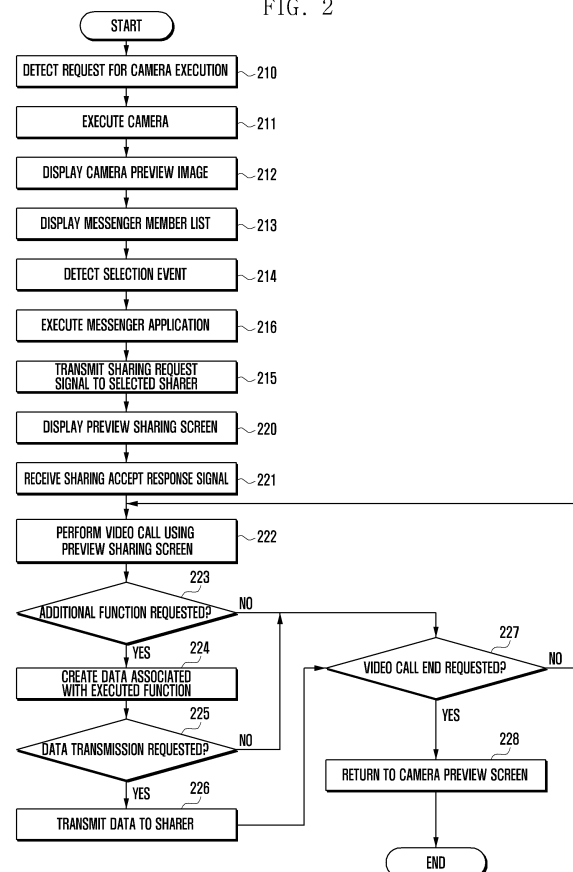 FIG. 2
START
DETECT REQUEST FOR CAMERA EXECUTION
210
EXECUTE CAMERA
211
DISPLAY CAMERA PREVIEW IMAGE
212
DISPLAY MESSENGER MEMBER LIST
213
DETECT SELECTION EVENT
214
EXECUTE MESSENGER APPLICATION
216
TRANSMIT SHARING REQUEST
SIGNAL TO SELECTED SHARER
215
DISPLAY PREVIEW SHARING SCREEN
220
RECEIVE SHARING ACCEPT RESPONSE SIGNAL
221
PERFORM VIDEO CALL USING
PREVIEW SHARING SCREEN
222
223
ADDITIONAL FUNCTION REQUESTED?
NO
YES
224
CREATE DATA ASSOCIATED
WITH EXECUTED FUNCTION
225
DATA TRANSMISSION REQUESTED?
NO
YES
226
TRANSMIT DATA TO SHARER
227
VIDEO CALL END REQUESTED?
NO
YES
228
RETURN TO CAMERA PREVIEW SCREEN
END